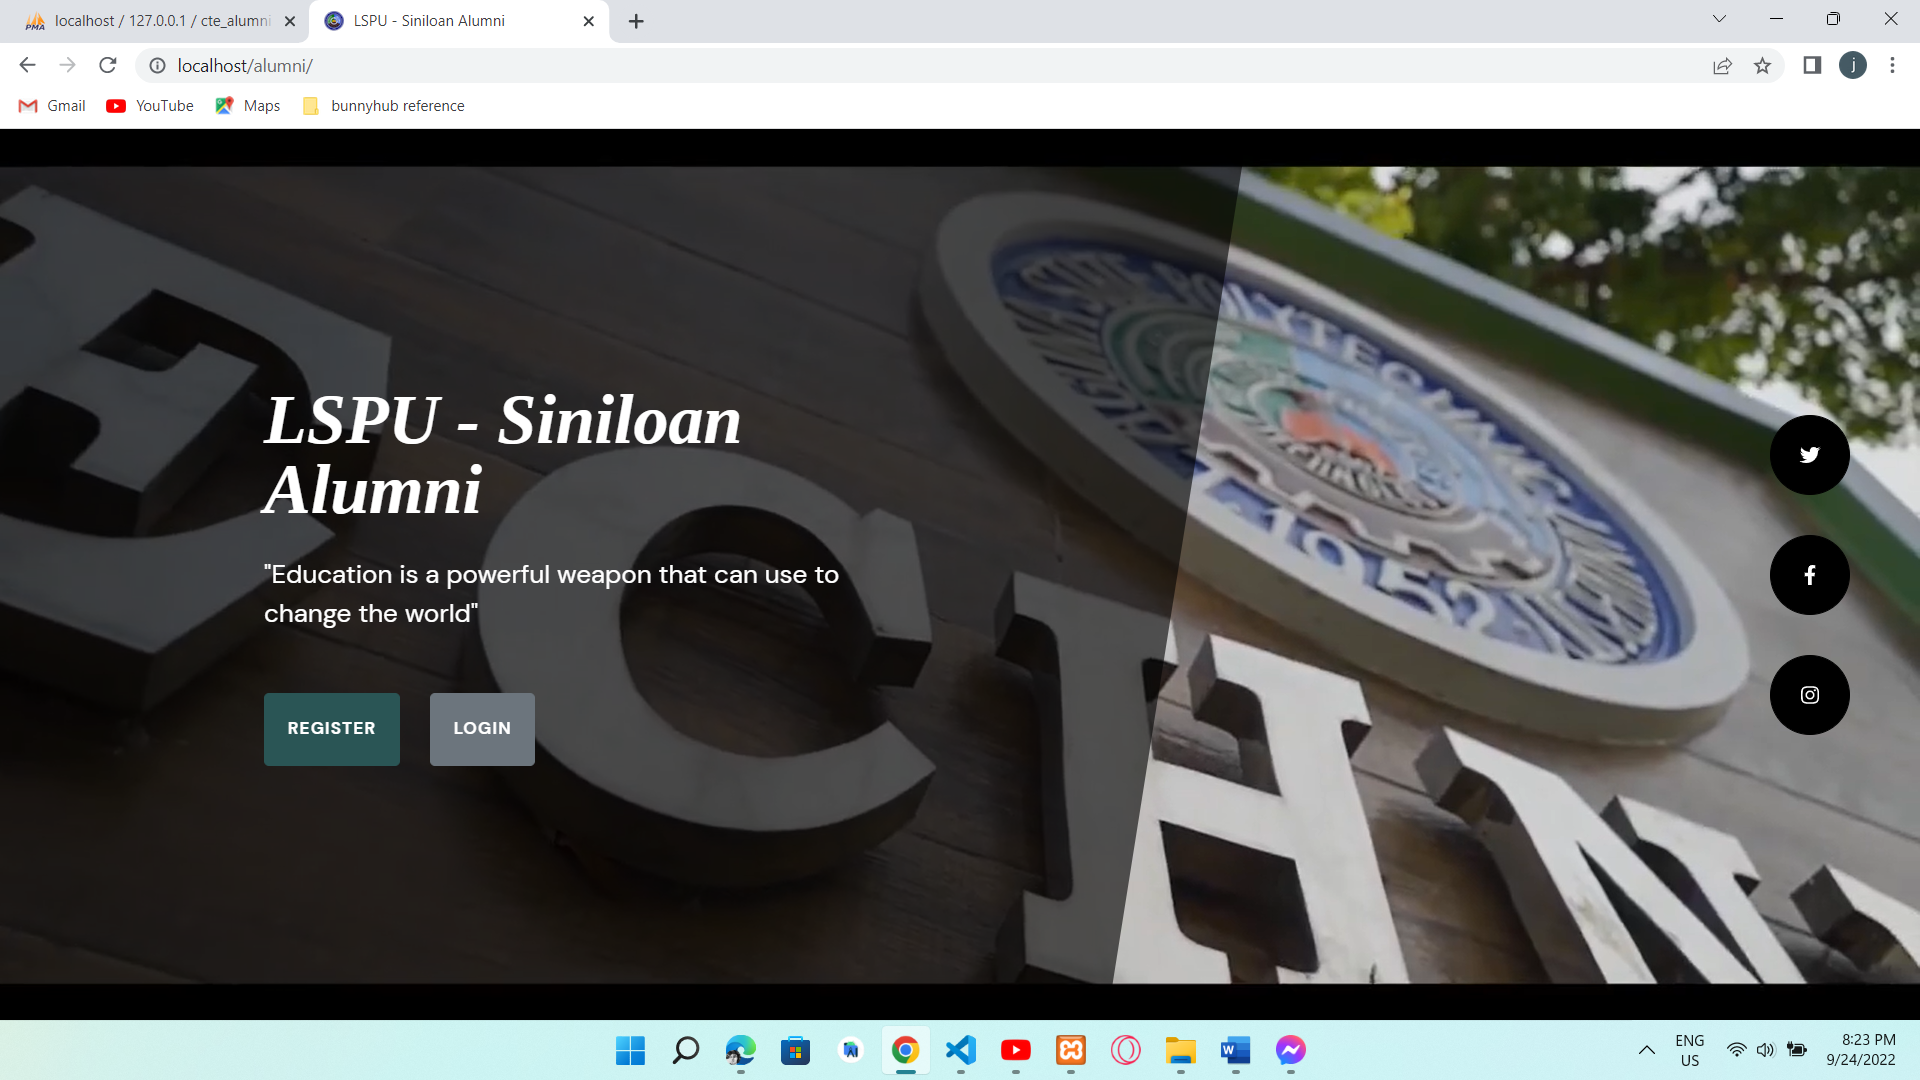 localhost / 127.0.0.1 / cte_alumni
LSPU - Siniloan Alumni
localhost/alumni/
j
Gmail
YouTube
Maps
bunnyhub reference
LSPU - Siniloan
Alumni
"Education is a powerful weapon that can use to
change the world"
REGISTER
LOGIN
E
C
H
N
1952
ENG
US
8:23 PM
9/24/2022